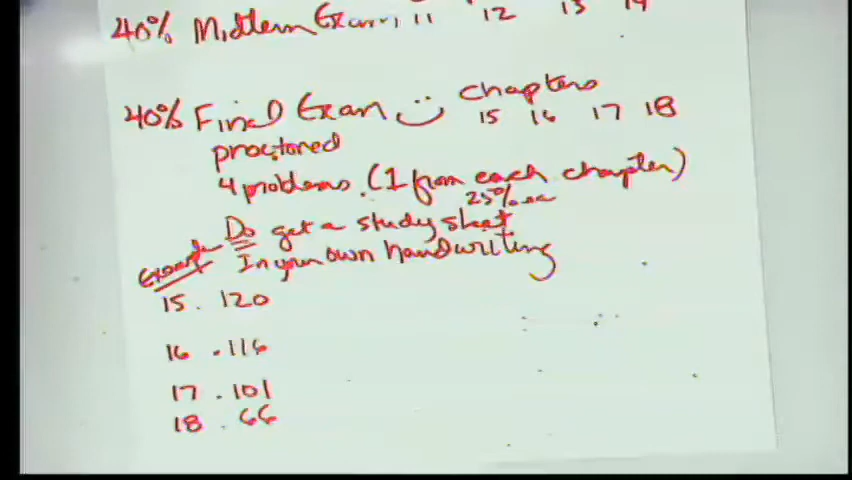 40% Midterm Exam 11 12 13 14
40% Final Exam chapters
15 16 17 18
proctored
4 problems. (1 from each chapter)
25% ea
Do get a study sheet
Example In your own handwriting
15. 120
16.116
17.101
18.66